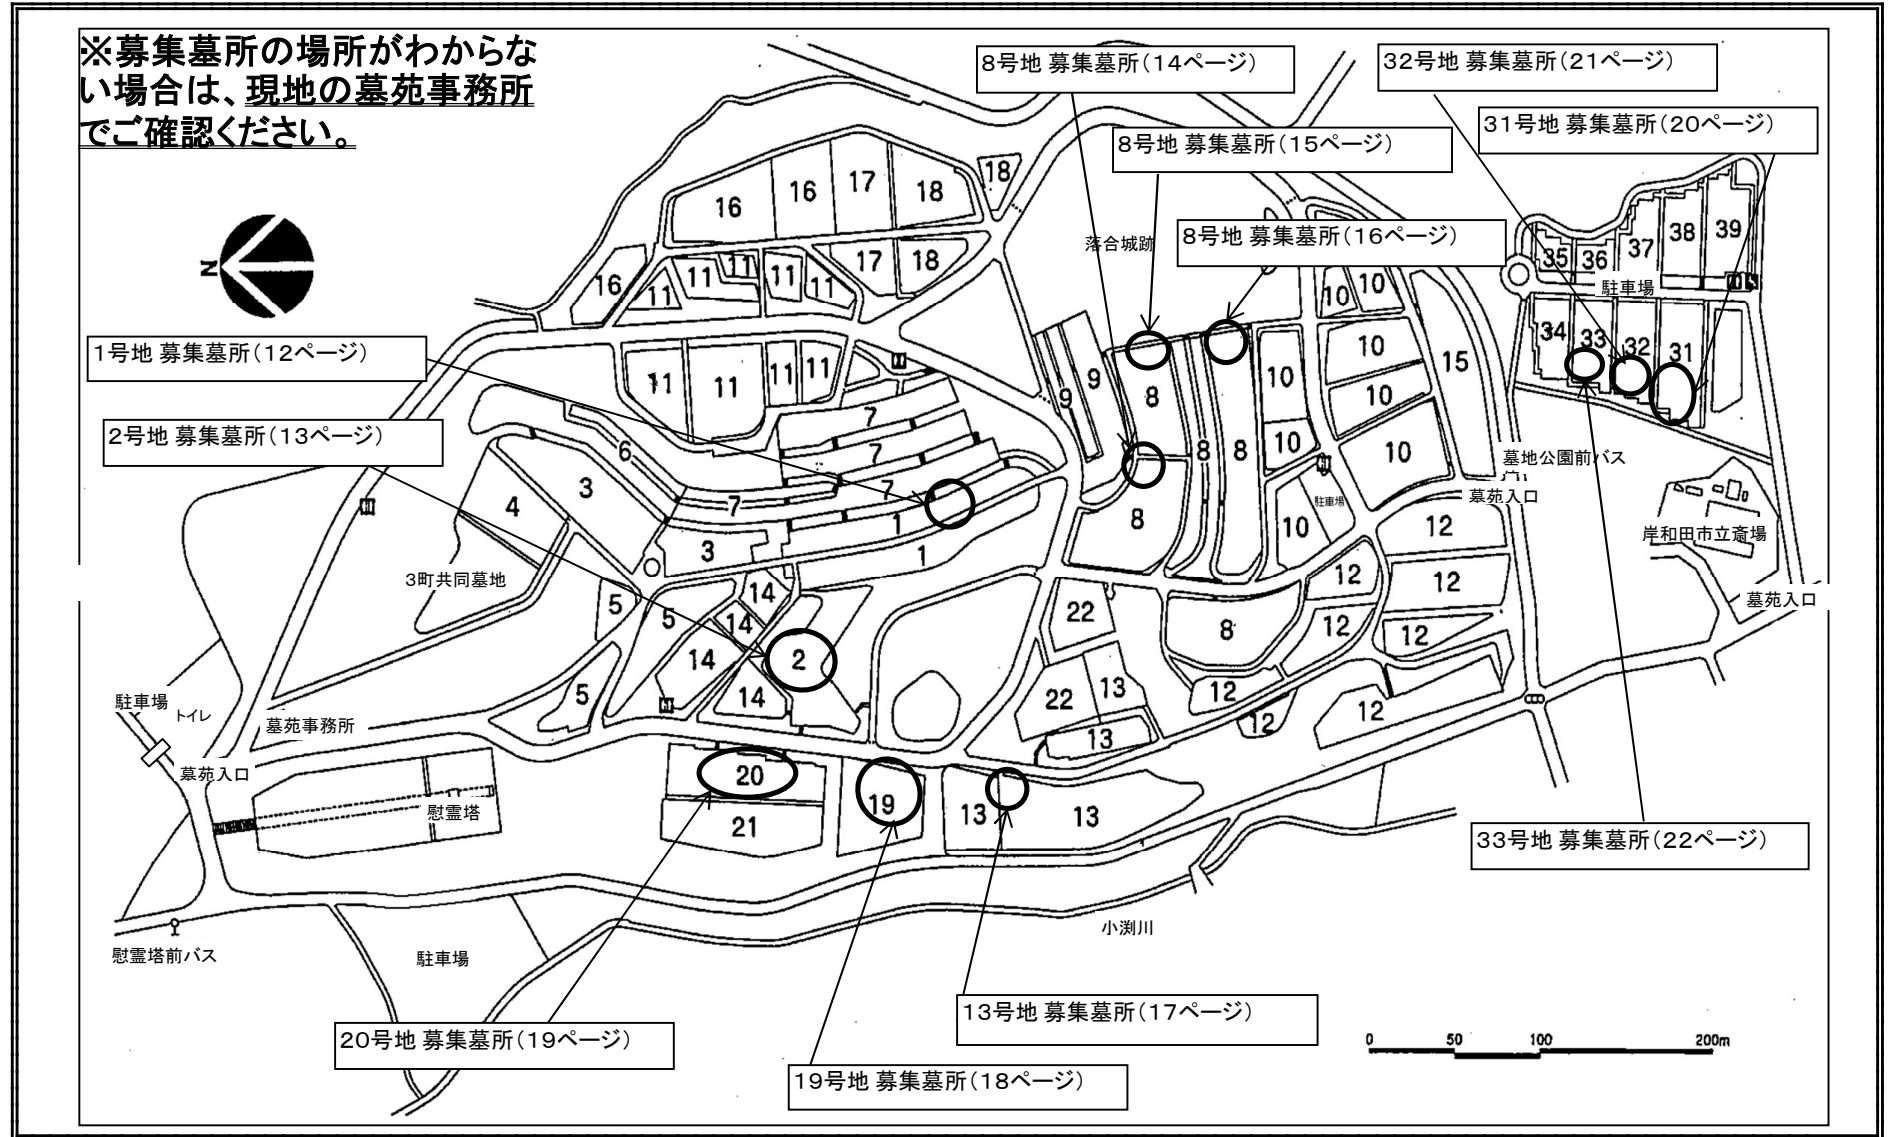 ※募集墓所の場所がわからな
い場合は、現地の墓苑事務所
でご確認ください。
8号地 募集墓所(14ページ)
32号地 募集墓所(21ページ)
31号地 募集墓所(20ページ)
8号地 募集墓所(15ページ)
8号地 募集墓所(16ページ)
落合城跡
N
1号地 募集墓所(12ページ)
2号地 募集墓所(13ページ)
16
16
17
18
18
16
11
11
11
11
11
17
18
11
11
11
11
10
10
15
35
36
37
38
39
駐車場
34
33
32
31
9
9
8
8
8
10
10
10
10
10
7
7
7
7
6
3
4
3
1
1
8
10
駐車場
墓地公園前バス
墓苑入口
12
岸和田市立斎場
墓苑入口
3町共同墓地
5
5
14
14
14
2
14
5
22
8
12
12
12
12
22
13
12
12
12
13
駐車場
トイレ
墓苑事務所
墓苑入口
慰霊塔
20
21
19
13
13
33号地 募集墓所(22ページ)
慰霊塔前バス
駐車場
小渕川
20号地 募集墓所(19ページ)
13号地 募集墓所(17ページ)
19号地 募集墓所(18ページ)
0 50 100 200m